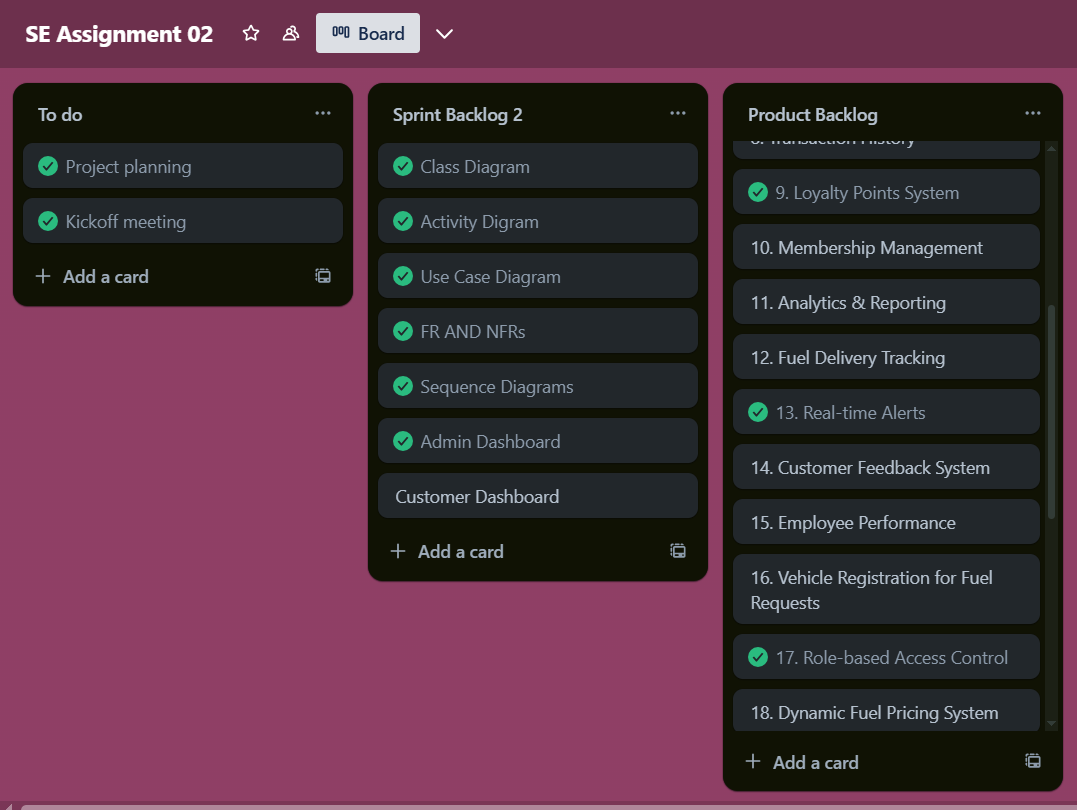 SE Assignment 02
Board
To do
Project planning
Kickoff meeting
Add a card
Sprint Backlog 2
Class Diagram
Activity Digram
Use Case Diagram
FR AND NFRs
Sequence Diagrams
Admin Dashboard
Customer Dashboard
Add a card
Product Backlog
8. Transaction History
9. Loyalty Points System
10. Membership Management
11. Analytics & Reporting
12. Fuel Delivery Tracking
13. Real-time Alerts
14. Customer Feedback System
15. Employee Performance
16. Vehicle Registration for Fuel
Requests
17. Role-based Access Control
18. Dynamic Fuel Pricing System
Add a card